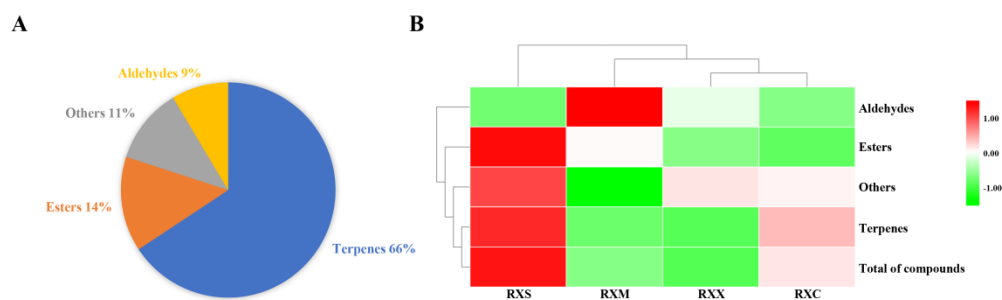 A
Aldehydes 9%
Others 11%
Esters 14%
Terpenes 66%
B
Aldehydes
Esters
Others
Terpenes
Total of compounds
RXS RXM RXX RXC
1.00
0.00
-1.00